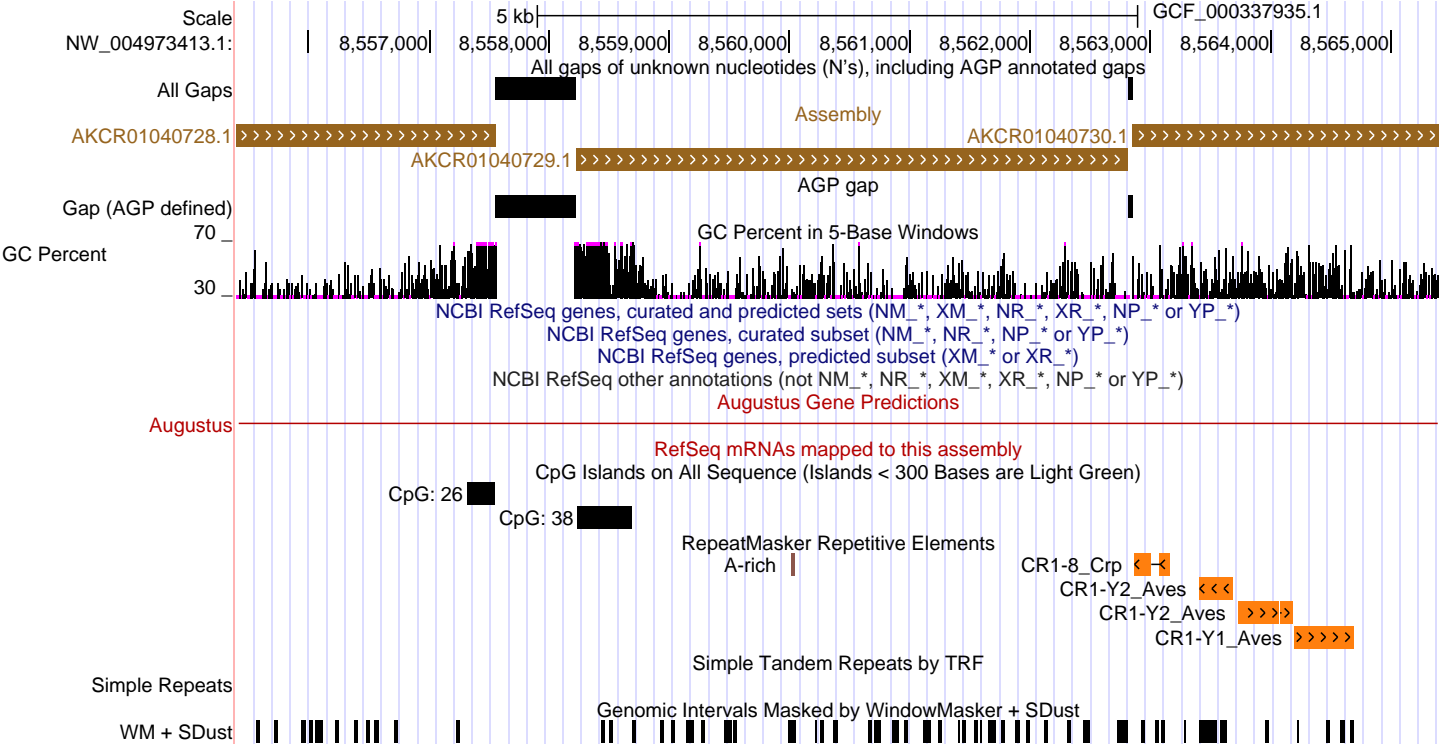 Scale 5 kb GCF_000337935.1
NW_004973413.1: 8,557,000 8,558,000 8,559,000 8,560,000 8,561,000 8,562,000 8,563,000 8,564,000 8,565,000
All gaps of unknown nucleotides (N's), including AGP annotated gaps
All Gaps
Assembly
AKCR01040728.1 AKCR01040730.1
AKCR01040729.1
AGP gap
Gap (AGP defined)
GC Percent in 5-Base Windows
70
GC Percent
30
NCBI RefSeq genes, curated and predicted sets (NM_*, XM_*, NR_*, XR_*, NP_* or YP_*)
NCBI RefSeq genes, curated subset (NM_*, NR_*, NP_* or YP_*)
NCBI RefSeq genes, predicted subset (XM_* or XR_*)
NCBI RefSeq other annotations (not NM_*, NR_*, XM_*, XR_*, NP_* or YP_*)
Augustus Gene Predictions
Augustus
RefSeq mRNAs mapped to this assembly
CpG Islands on All Sequence (Islands < 300 Bases are Light Green)
CpG: 26
CpG: 38
RepeatMasker Repetitive Elements
A-rich CR1-8_Crp
CR1-Y2_Aves
CR1-Y2_Aves
CR1-Y1_Aves
Simple Tandem Repeats by TRF
Simple Repeats
Genomic Intervals Masked by WindowMasker + SDust
WM + SDust